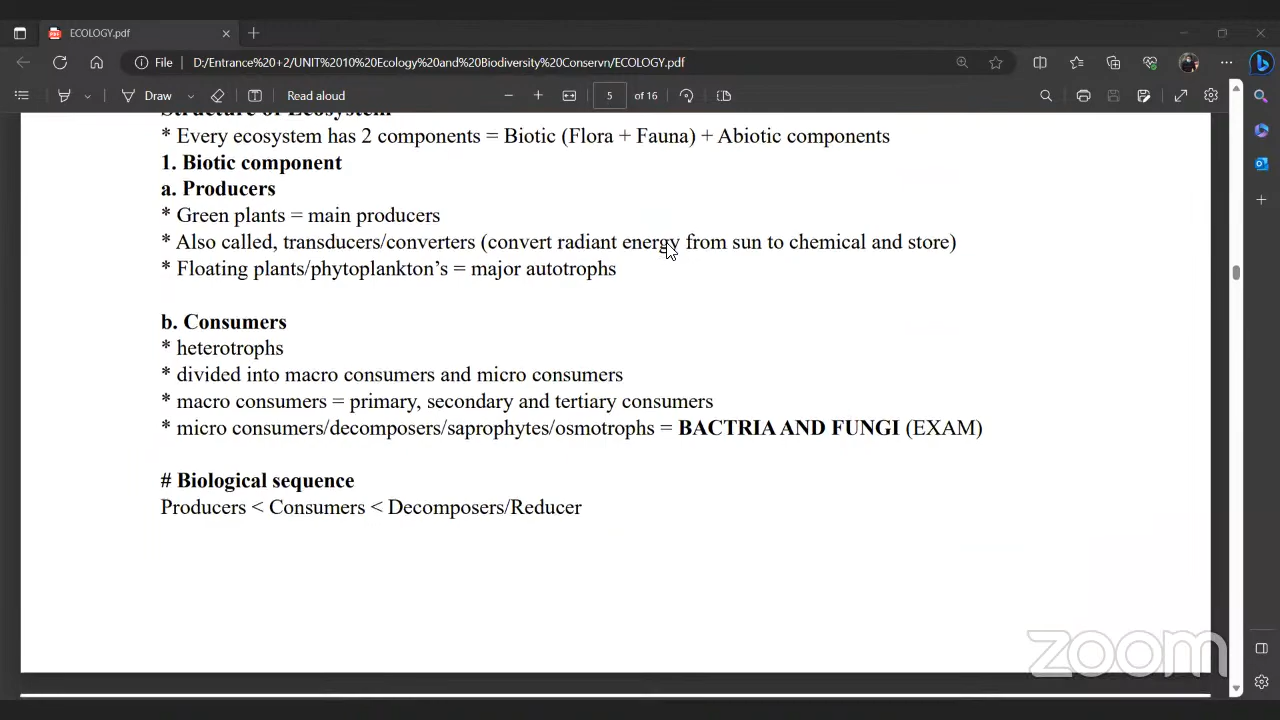 ECOLOGY.pdf
File | D:/Entrance%20+2/UNIT%2010%20Ecology%20and%20Biodiversity%20Conservn/ECOLOGY.pdf
Draw Read aloud 5 of 16
Structure of Ecosystem
* Every ecosystem has 2 components = Biotic (Flora + Fauna) + Abiotic components
1. Biotic component
a. Producers
* Green plants = main producers
* Also called, transducers/converters (convert radiant energy from sun to chemical and store)
* Floating plants/phytoplankton’s = major autotrophs
b. Consumers
* heterotrophs
* divided into macro consumers and micro consumers
* macro consumers = primary, secondary and tertiary consumers
* micro consumers/decomposers/saprophytes/osmotrophs = BACTRIA AND FUNGI (EXAM)
# Biological sequence
Producers < Consumers < Decomposers/Reducer
zoom